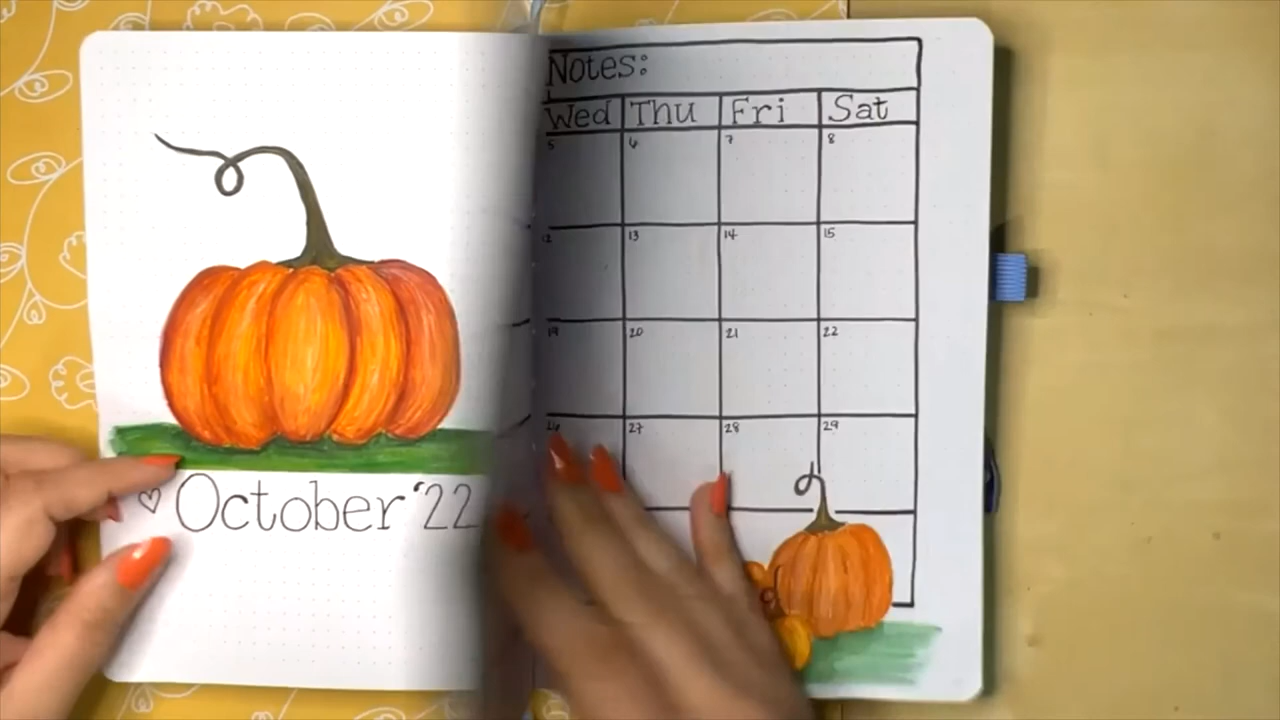 October '22
Notes:
Wed Thu Fri Sat
5 6 7 8
12 13 14 15
19 20 21 22
26 27 28 29